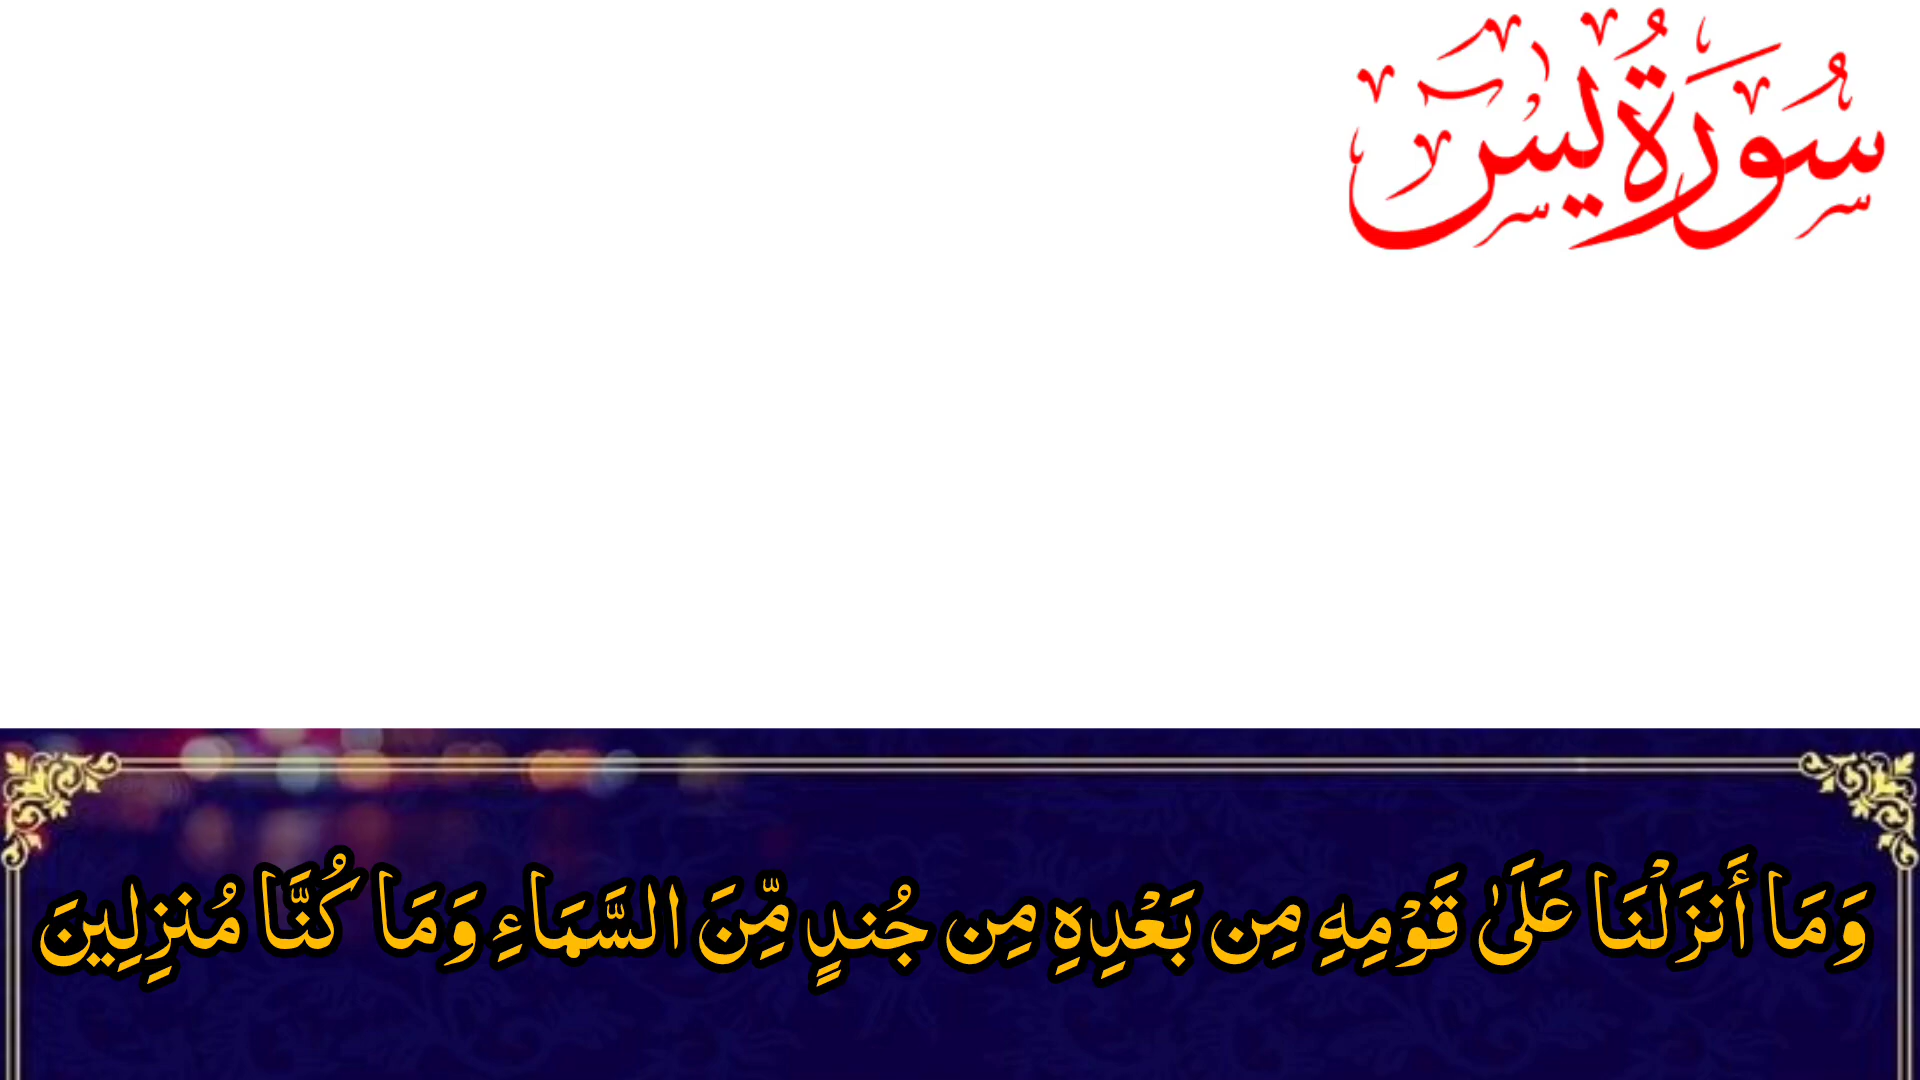 سُورَةُ يسٓ
وَمَا أَنزَلْنَا عَلَىٰ قَوْمِهِ مِن بَعْدِهِ مِن جُندٍ مِّنَ السَّمَاءِ وَمَا كُنَّا مُنزِلِينَ